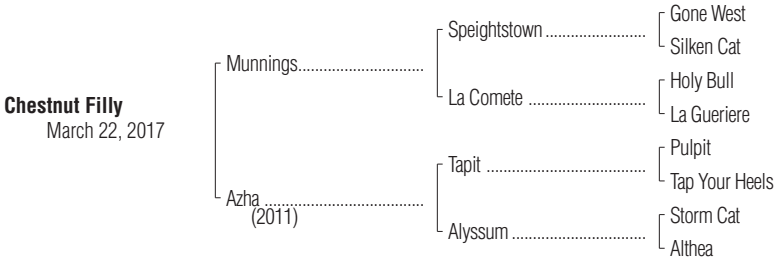 Gone West
Speightstown
Silken Cat
Munnings
Holy Bull
La Comete
La Gueriere
Chestnut Filly
March 22, 2017
Pulpit
Tapit
Tap Your Heels
Azha
(2011)
Storm Cat
Alyssum
Althea